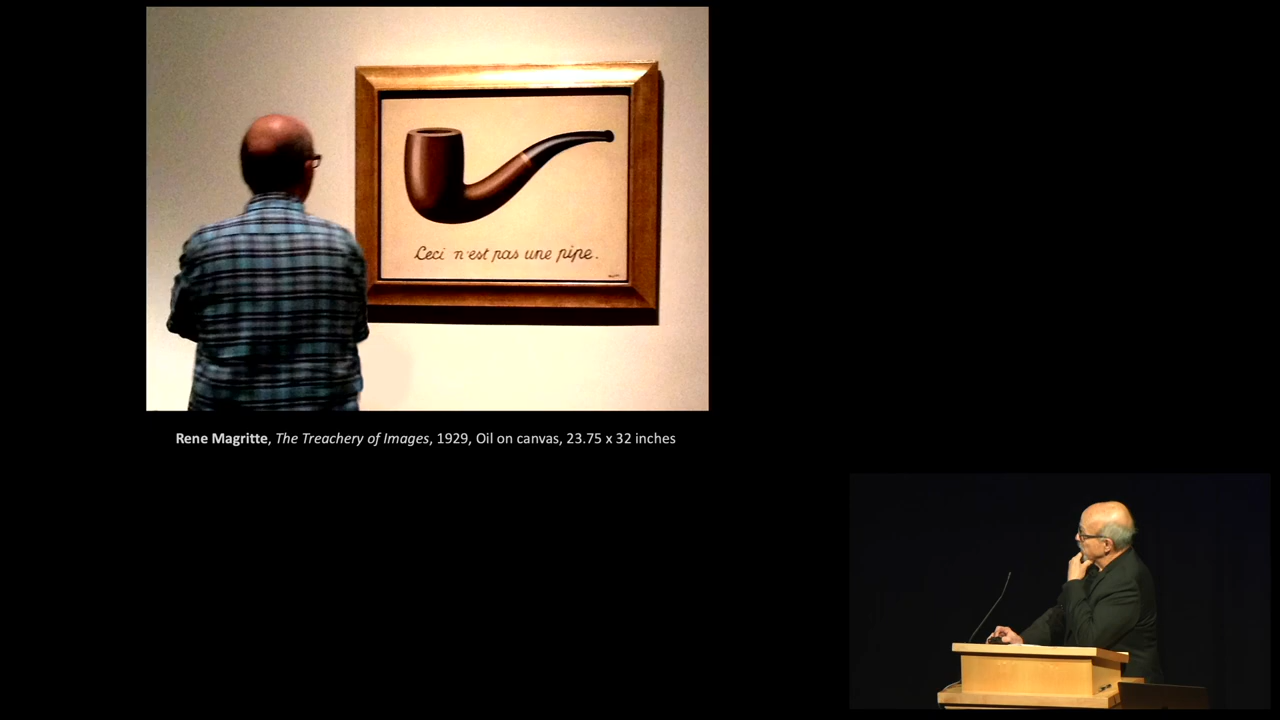 Ceci n'est pas une pipe.
Rene Magritte, The Treachery of Images, 1929, Oil on canvas, 23.75 x 32 inches